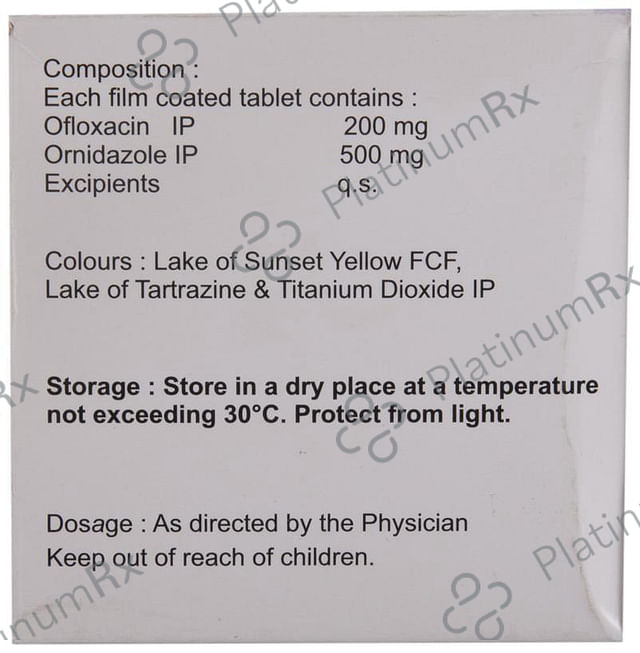 Composition :
Each film coated tablet contains :
Ofloxacin IP 200 mg
Ornidazole IP 500 mg
Excipients q.s.
Colours : Lake of Sunset Yellow FCF,
Lake of Tartrazine & Titanium Dioxide IP
Storage : Store in a dry place at a temperature
not exceeding 30°C. Protect from light.
Dosage : As directed by the Physician
Keep out of reach of children.
PlatinumRx
PlatinumRx